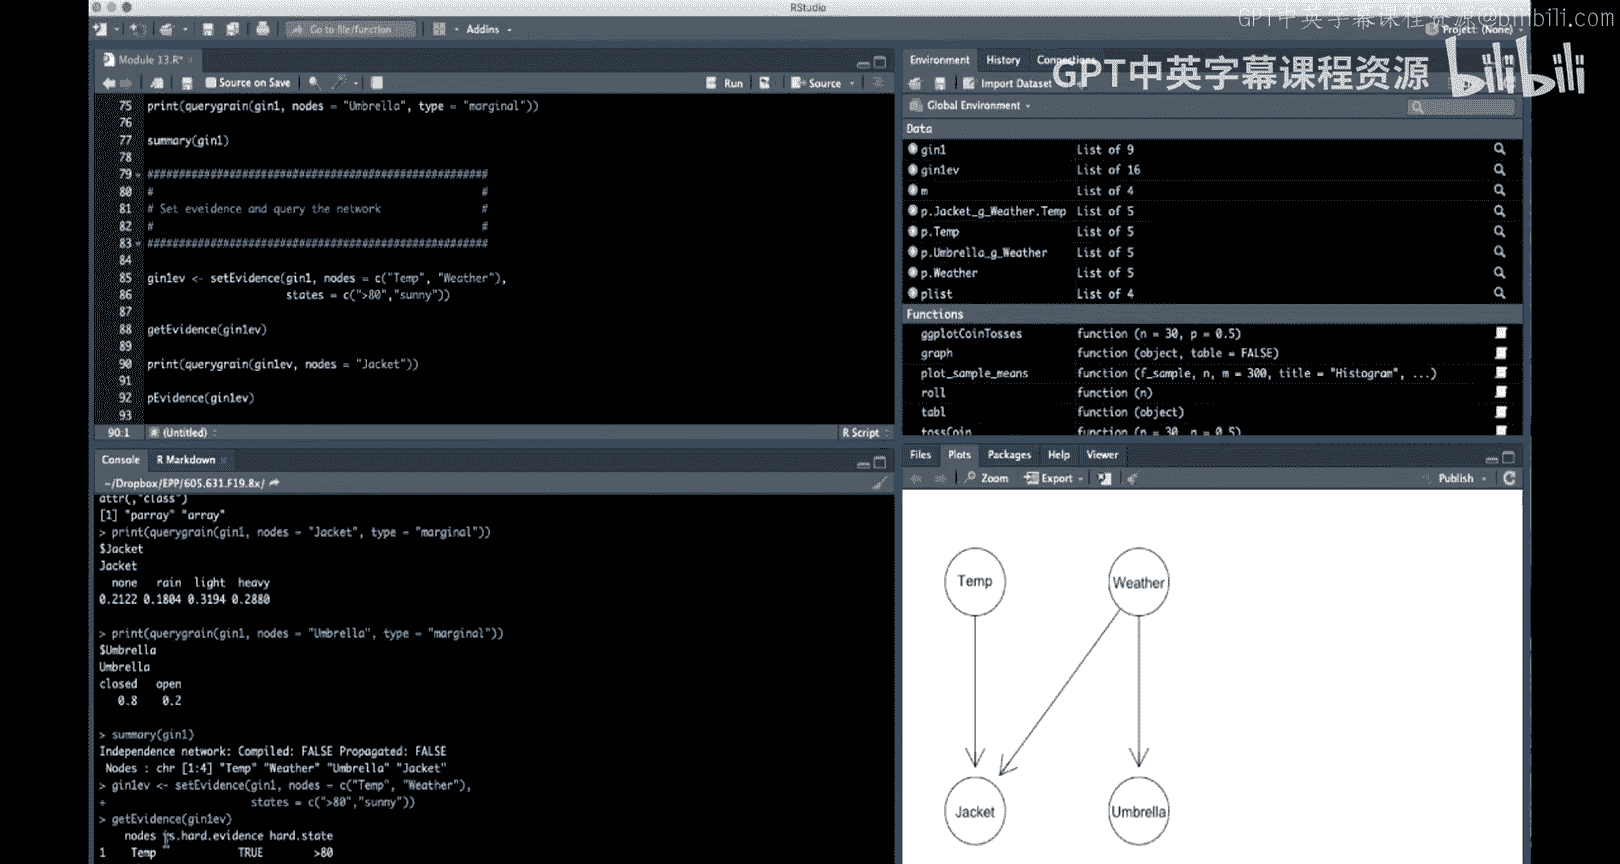 RStudio
GPT中英字幕课程资源@bilibili.com
GPT中英字幕课程资源 bilibili
Go to file/function
Addins
Project: (None)
Module 13.R*
Source on Save
Run
Source
75 print(querygrain(gin1, nodes = "Umbrella", type = "marginal"))
76
77 summary(gin1)
78
79 ####################################################
80 # #
81 # Set eveidence and query the network #
82 # #
83 ####################################################
84
85 gin1ev <- setEvidence(gin1, nodes = c("Temp", "Weather"),
86 states = c(">80","sunny"))
87
88 getEvidence(gin1ev)
89
90 print(querygrain(gin1ev, nodes = "Jacket"))
91
92 pEvidence(gin1ev)
93
90:1 (Untitled) R Script
Console R Markdown
~/Dropbox/EPP/605.631.F19.8x/
attr(,"class")
[1] "parray" "array"
> print(querygrain(gin1, nodes = "Jacket", type = "marginal"))
$Jacket
Jacket
none rain light heavy
0.2122 0.1804 0.3194 0.2880
> print(querygrain(gin1, nodes = "Umbrella", type = "marginal"))
$Umbrella
Umbrella
closed open
0.8 0.2
> summary(gin1)
Independence network: Compiled: FALSE Propagated: FALSE
Nodes : chr [1:4] "Temp" "Weather" "Umbrella" "Jacket"
> gin1ev <- setEvidence(gin1, nodes = c("Temp", "Weather"),
+ states = c(">80","sunny"))
> getEvidence(gin1ev)
nodes is.hard.evidence hard.state
1 Temp TRUE >80
Environment History Connections
Import Dataset
Global Environment
Data
gin1 List of 9
gin1ev List of 16
m List of 4
p.Jacket_g_Weather.Temp List of 5
p.Temp List of 5
p.Umbrella_g_Weather List of 5
p.Weather List of 5
plist List of 4
Functions
ggplotCoinTosses function (n = 30, p = 0.5)
graph function (object, table = FALSE)
plot_sample_means function (f_sample, n, m = 300, title = "Histogram", ...)
roll function (n)
tabl function (object)
tossCoin function (n = 30, p = 0.5)
Files Plots Packages Help Viewer
Zoom Export Publish
Temp
Weather
Jacket
Umbrella